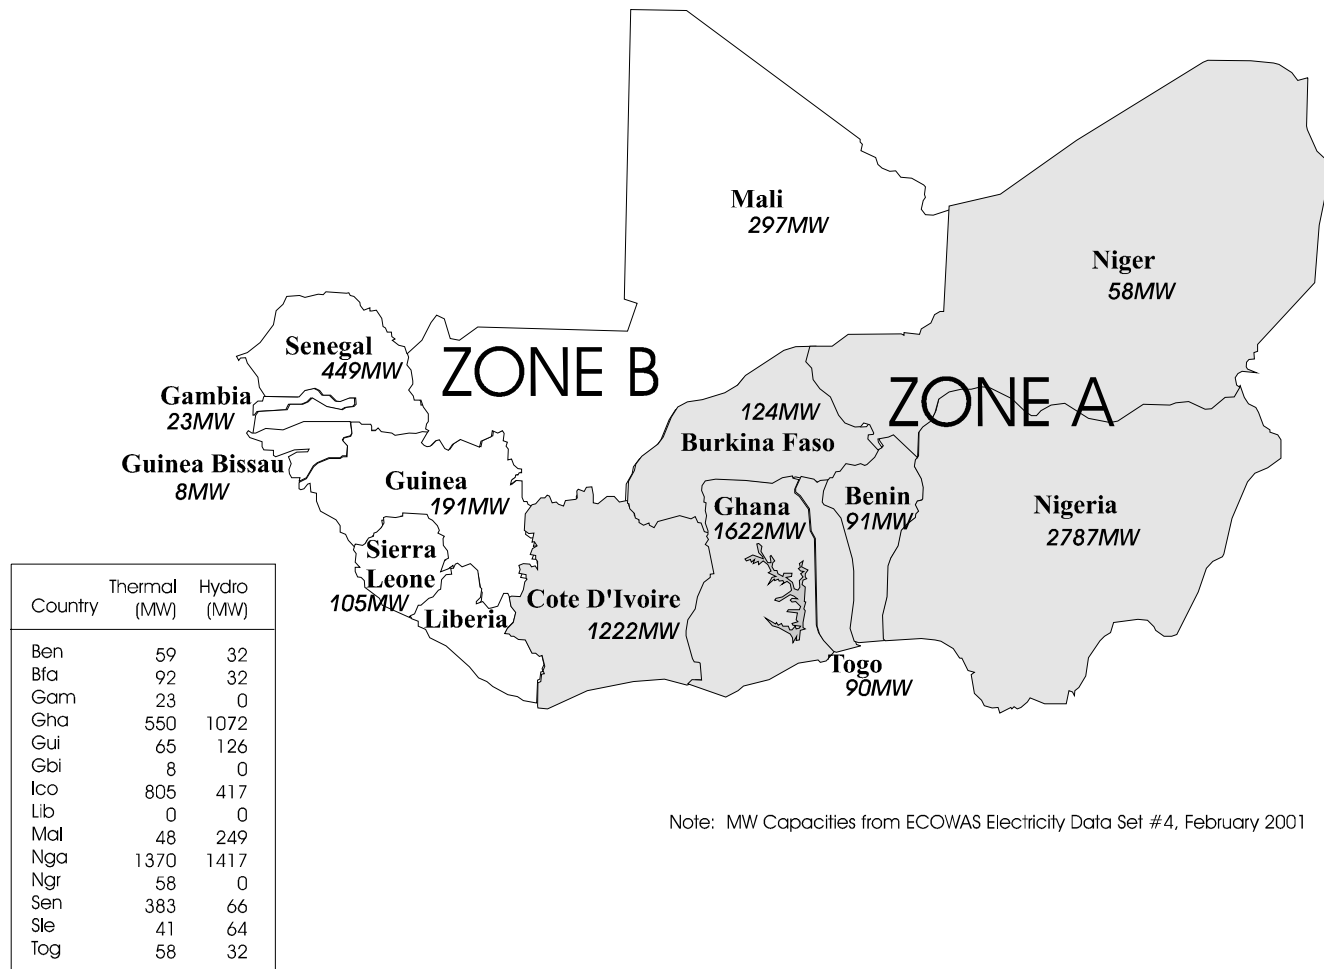 Mali
297MW
Niger
58MW
Senegal
449MW
ZONE B
ZONE A
Gambia
23MW
124MW
Burkina Faso
Guinea Bissau
8MW
Guinea
191MW
Ghana
1622MW
Benin
91MW
Nigeria
2787MW
Sierra
Leone
105MW
Liberia
Cote D'Ivoire
1222MW
Togo
90MW
Country Thermal (MW) Hydro (MW)
Ben 59 32
Bfa 92 32
Gam 23 0
Gha 550 1072
Gui 65 126
Gbi 8 0
Ico 805 417
Lib 0 0
Mal 48 249
Nga 1370 1417
Ngr 58 0
Sen 383 66
Sle 41 64
Tog 58 32
Note: MW Capacities from ECOWAS Electricity Data Set #4, February 2001